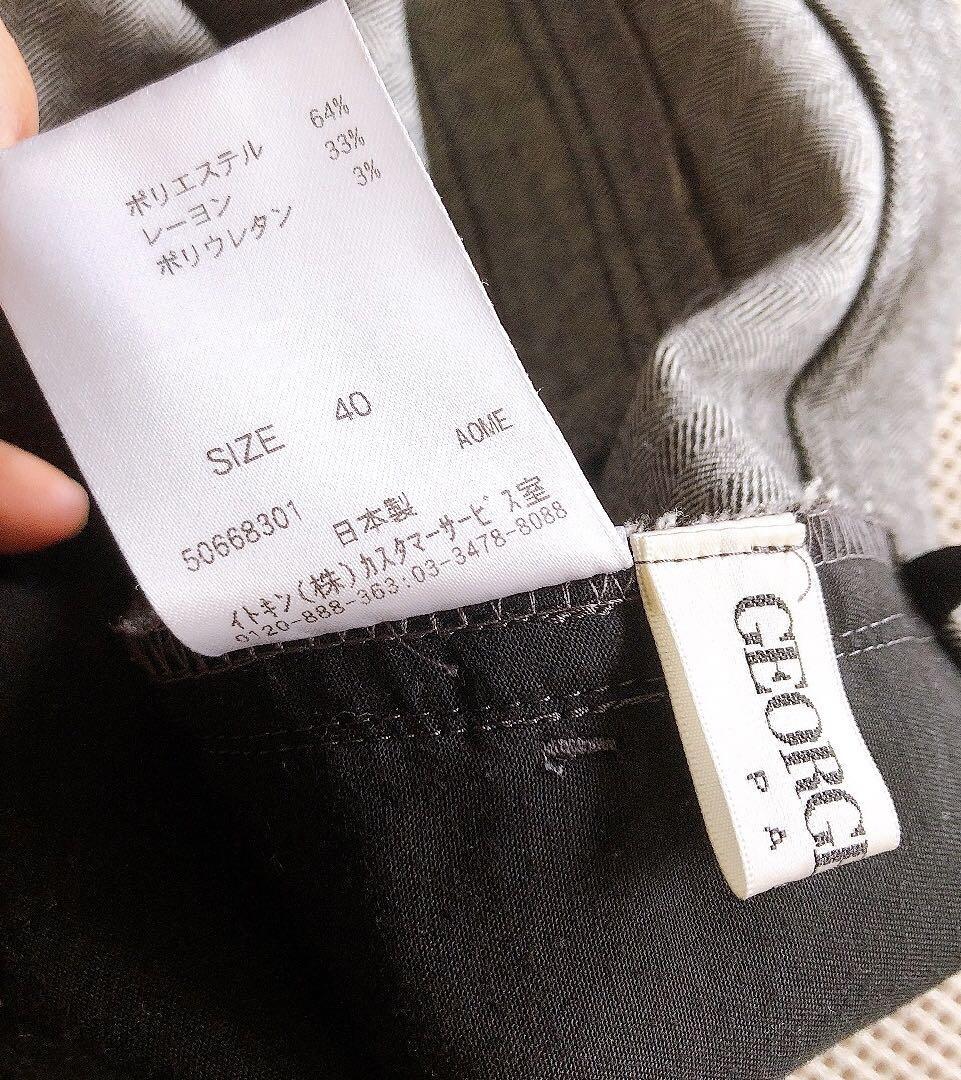 ポリエステル 64%
レーヨン 33%
ポリウレタン 3%
SIZE 40
AOME
50668301 日本製
イトキン(株)カスタマーサービス室
0120-888-363:03-3478-8088
GEORG
P A